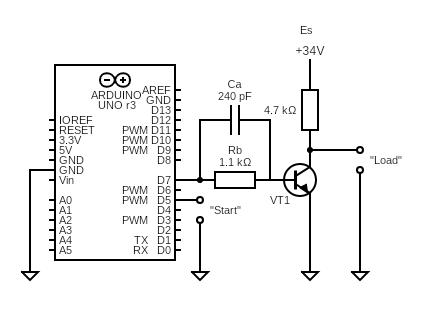 Es
+34V
Ca
240 pF
4.7 kΩ
Rb
1.1 kΩ
VT1
"Load"
"Start"
ARDUINO
UNO r3
AREF
GND
D13
D12
PWM D11
PWM D10
PWM D9
D8
D7
PWM D6
PWM D5
D4
PWM D3
D2
TX D1
RX D0
IOREF
RESET
3.3V
5V
GND
GND
Vin
A0
A1
A2
A3
A4
A5